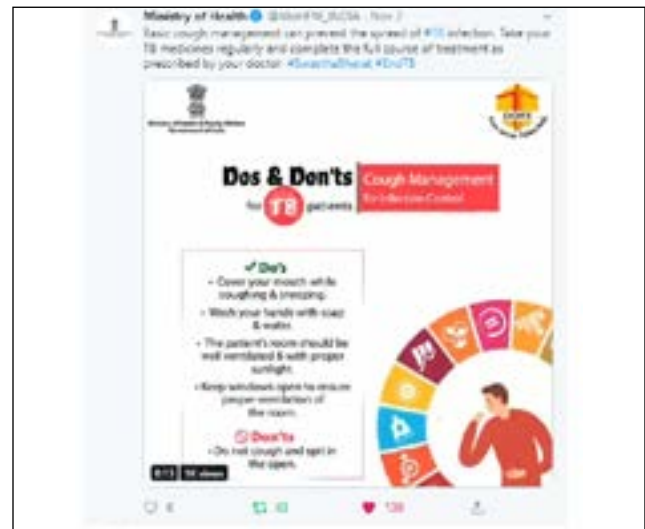 Ministry of Health @MoHFW_INDIA · Nov 2
Basic cough management can prevent the spread of #TB infection. Take your
TB medicines regularly and complete the full course of treatment as
prescribed by your doctor. #SwasthaBharat #EndTB
Dos & Don'ts
for TB patients
Cough Management
for Infection Control
Do's
• Cover your mouth while
coughing & sneezing.
• Wash your hands with soap
& water.
• The patient's room should be
well ventilated & with proper
sunlight.
• Keep windows open to ensure
proper ventilation of
the room.
Don'ts
• Do not cough and spit in
the open.